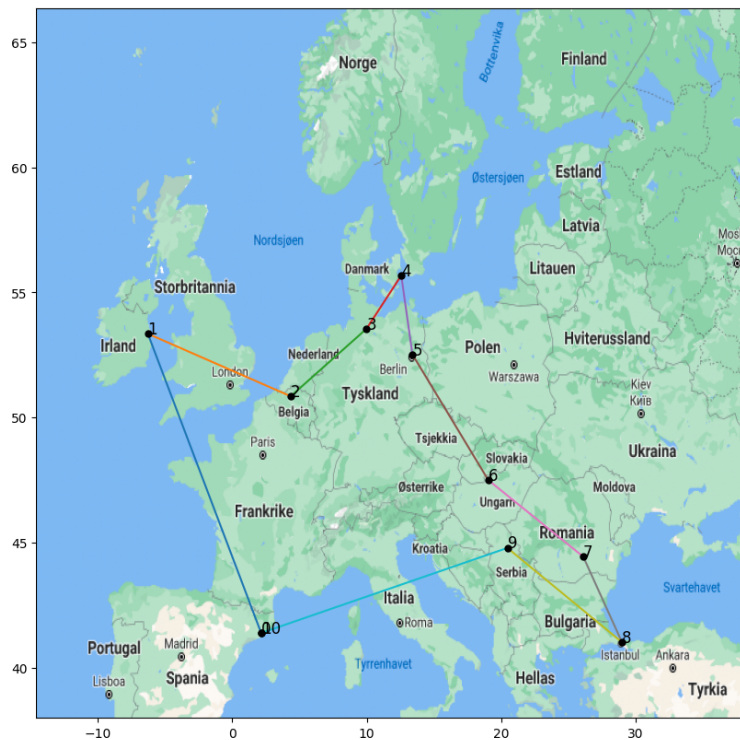 65
60
55
50
45
40
−10
0
10
20
30
Norge
Finland
Bottenvika
Østersjøen
Estland
Latvia
Litauen
Nordsjøen
Danmark
4
Storbritannia
1
Irland
3
Nederland
London
2
Belgia
5
Berlin
Polen
Warszawa
Hviterussland
Kiev
Київ
Tyskland
Paris
Tsjekkia
Slovakia
Ukraina
6
Ungarn
Østerrike
Moldova
Frankrike
9
Romania
7
Kroatia
Serbia
Svartehavet
Italia
Roma
Bulgaria
8
Istanbul
Ankara
10
Madrid
Portugal
Spania
Lisboa
Tyrrenhavet
Hellas
Tyrkia